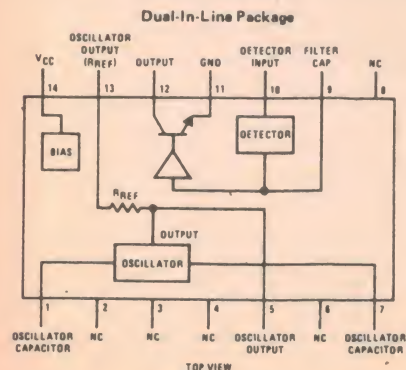 Dual-In-Line Package
OSCILLATOR
OUTPUT
(RREF)
DETECTOR
INPUT
FILTER
CAP
VCC
OUTPUT
GND
NC
14 13 12 11 10 9 8
BIAS
DETECTOR
RREF
OUTPUT
OSCILLATOR
1 2 3 4 5 6 7
OSCILLATOR
CAPACITOR
NC
NC
NC
OSCILLATOR
OUTPUT
NC
OSCILLATOR
CAPACITOR
TOP VIEW